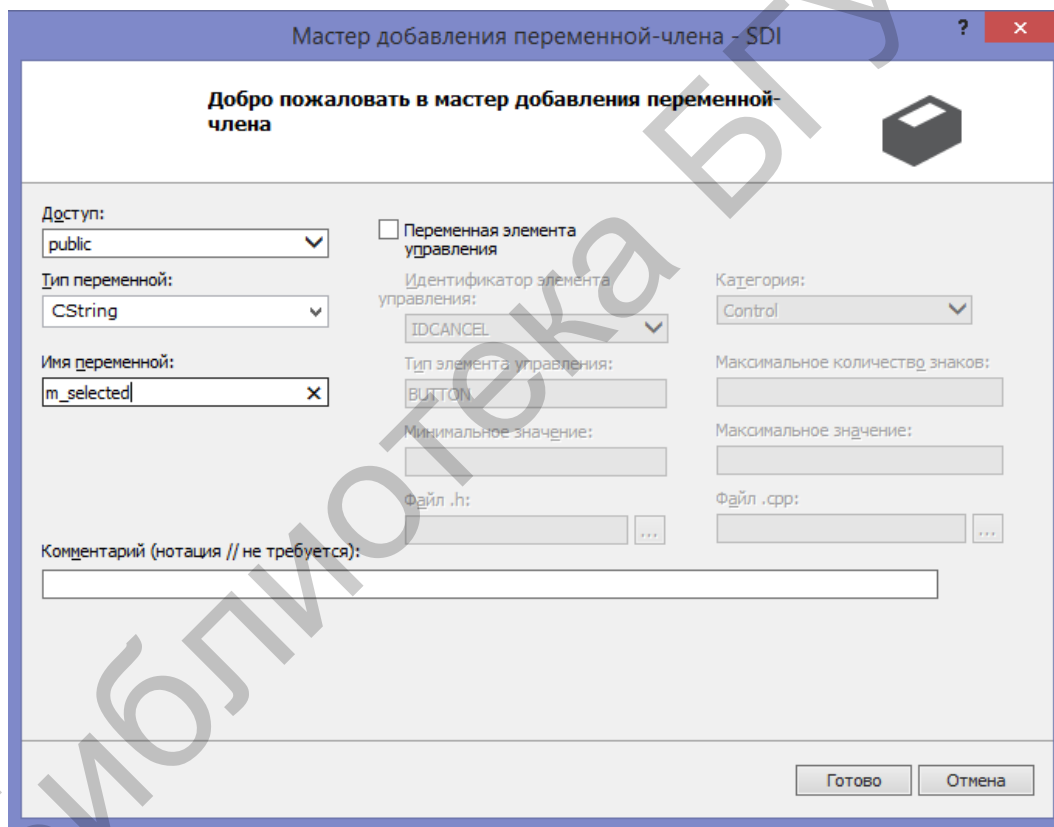 Мастер добавления переменной-члена - SDI
?
Добро пожаловать в мастер добавления переменной-
члена
Доступ:
public
Переменная элемента
управления
Тип переменной:
CString
Идентификатор элемента
управления:
IDCANCEL
Категория:
Control
Имя переменной:
m_selected
Тип элемента управления:
BUTTON
Максимальное количество знаков:
Минимальное значение:
Максимальное значение:
Файл .h:
...
Файл .cpp:
...
Комментарий (нотация // не требуется):
Готово
Отмена
библиотека БГУ